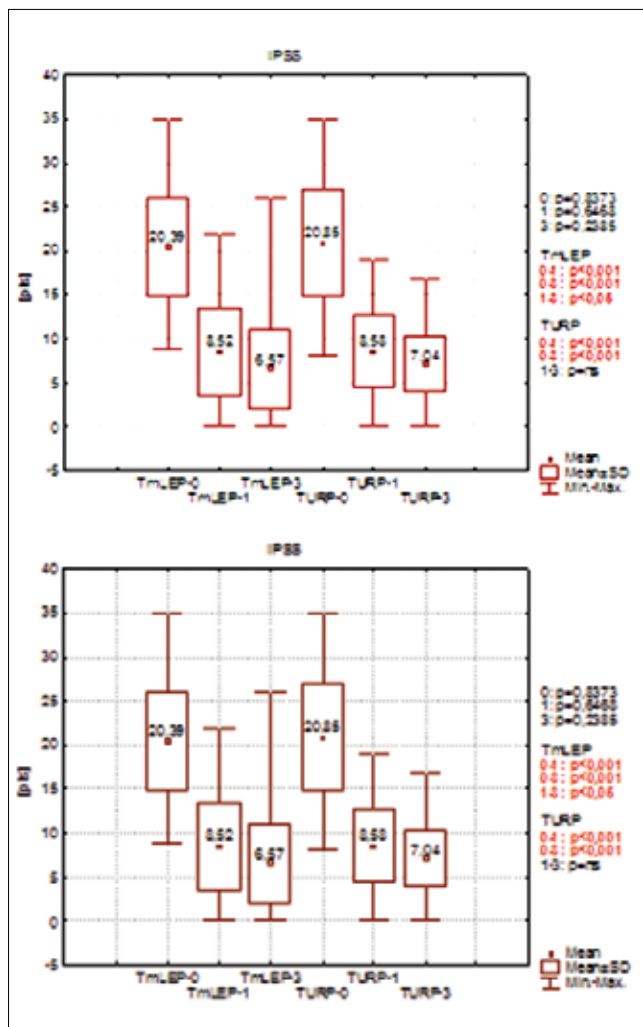 IPSS
40
35
30
25
20
15
10
5
0
-5
[pkt]
20,39
8,52
6,57
20,85
8,58
7,04
TmLEP-0
TmLEP-1
TmLEP-3
TURP-0
TURP-1
TURP-3
0: p=0,8373
1: p=0,6468
3: p=0,2385
TmLEP
0-1: p<0,001
0-3: p<0,001
1-3: p<0,05
TURP
0-1: p<0,001
0-3: p<0,001
1-3: p=ns
Mean
Mean±SD
Min.-Max.
IPSS
40
35
30
25
20
15
10
5
0
-5
[pkt]
20,39
8,52
6,57
20,85
8,58
7,04
TmLEP-0
TmLEP-1
TmLEP-3
TURP-0
TURP-1
TURP-3
0: p=0,8373
1: p=0,6468
3: p=0,2385
TmLEP
0-1: p<0,001
0-3: p<0,001
1-3: p<0,05
TURP
0-1: p<0,001
0-3: p<0,001
1-3: p=ns
Mean
Mean±SD
Min.-Max.